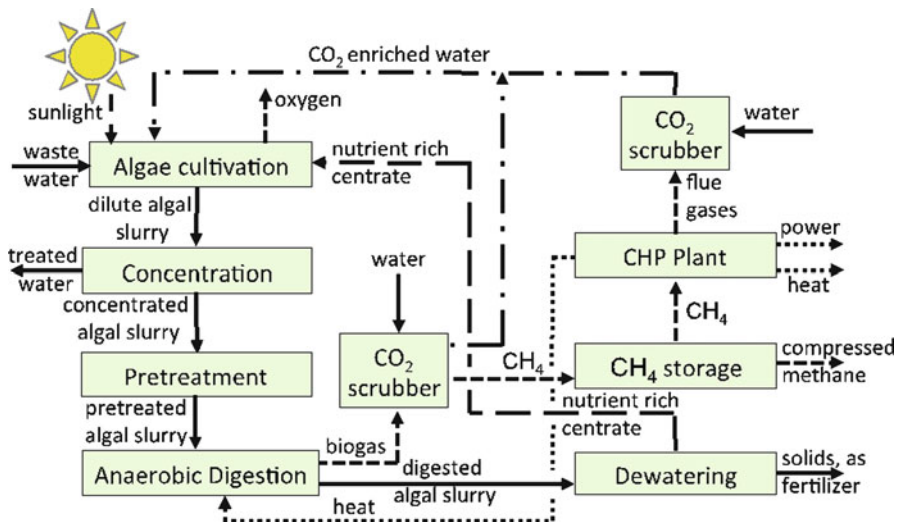 CO2 enriched water
sunlight
oxygen
waste
water
Algae cultivation
nutrient rich
centrate
CO2
scrubber
water
dilute algal
slurry
flue
gases
treated
water
Concentration
water
CHP Plant
power
heat
concentrated
algal slurry
CH4
Pretreatment
CO2
scrubber
CH4
CH4 storage
compressed
methane
pretreated
algal slurry
nutrient rich
centrate
biogas
Anaerobic Digestion
digested
algal slurry
Dewatering
solids, as
fertilizer
heat